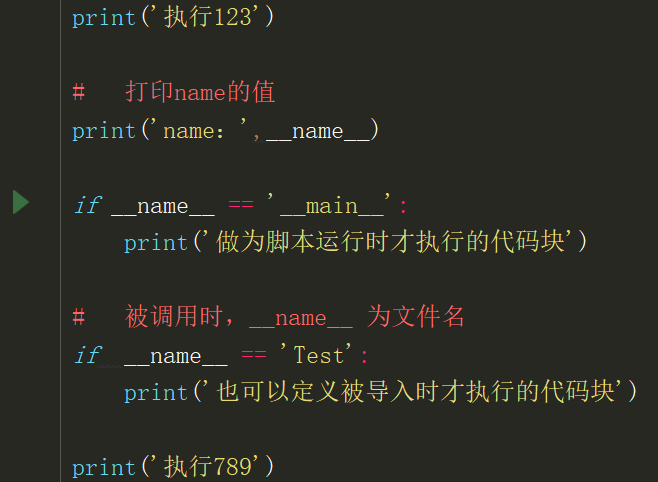 print('执行123')
#   打印name的值
print('name：',__name__)
if __name__ == '__main__':
    print('做为脚本运行时才执行的代码块')
#   被调用时，__name__ 为文件名
if  __name__ == 'Test':
    print('也可以定义被导入时才执行的代码块')
print('执行789')